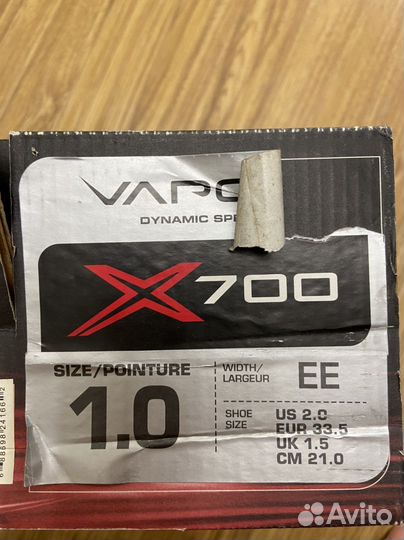 VAPO
DYNAMIC SPE
X700
SIZE/POINTURE
1.0
WIDTH/
LARGEUR
EE
SHOE
SIZE
US 2.0
EUR 33.5
UK 1.5
CM 21.0
Avito